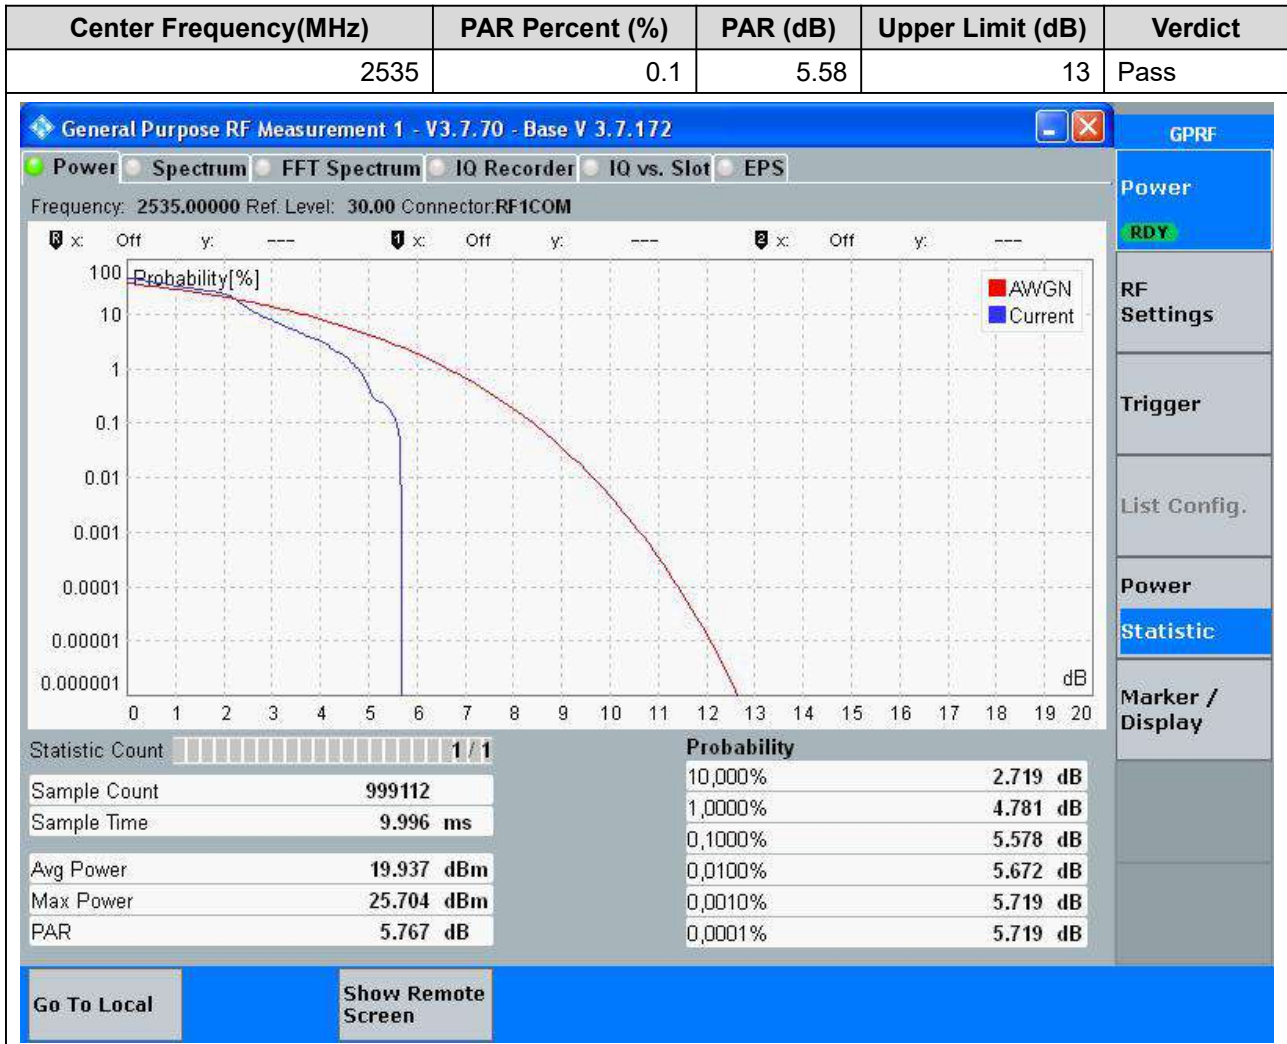 Center Frequency(MHz) PAR Percent (%) PAR (dB) Upper Limit (dB) Verdict
2535 0.1 5.58 13 Pass
General Purpose RF Measurement 1 - V3.7.70 - Base V 3.7.172
GPRF
Power Spectrum FFT Spectrum IQ Recorder IQ vs. Slot EPS
Power
RDY
Frequency: 2535.00000 Ref. Level: 30.00 Connector:RF1COM
R x: Off y: --- 1 x: Off y: --- 2 x: Off y: ---
Probability[%]
AWGN
Current
100
10
1
0.1
0.01
0.001
0.0001
0.00001
0.000001
dB
0 1 2 3 4 5 6 7 8 9 10 11 12 13 14 15 16 17 18 19 20
RF
Settings
Trigger
List Config.
Power
Statistic
Marker /
Display
Statistic Count 1 / 1
Sample Count 999112
Sample Time 9.996 ms
Avg Power 19.937 dBm
Max Power 25.704 dBm
PAR 5.767 dB
Probability
10,000% 2.719 dB
1,0000% 4.781 dB
0,1000% 5.578 dB
0,0100% 5.672 dB
0,0010% 5.719 dB
0,0001% 5.719 dB
Go To Local
Show Remote
Screen